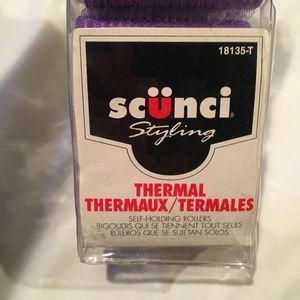 18135-T
scünci®
Styling
THERMAL
THERMAUX/TERMALES
SELF-HOLDING ROLLERS
BIGOUDIS QUI SE TIENNENT TOUT SEULS
RULEROS QUE SE SUJETAN SOLOS